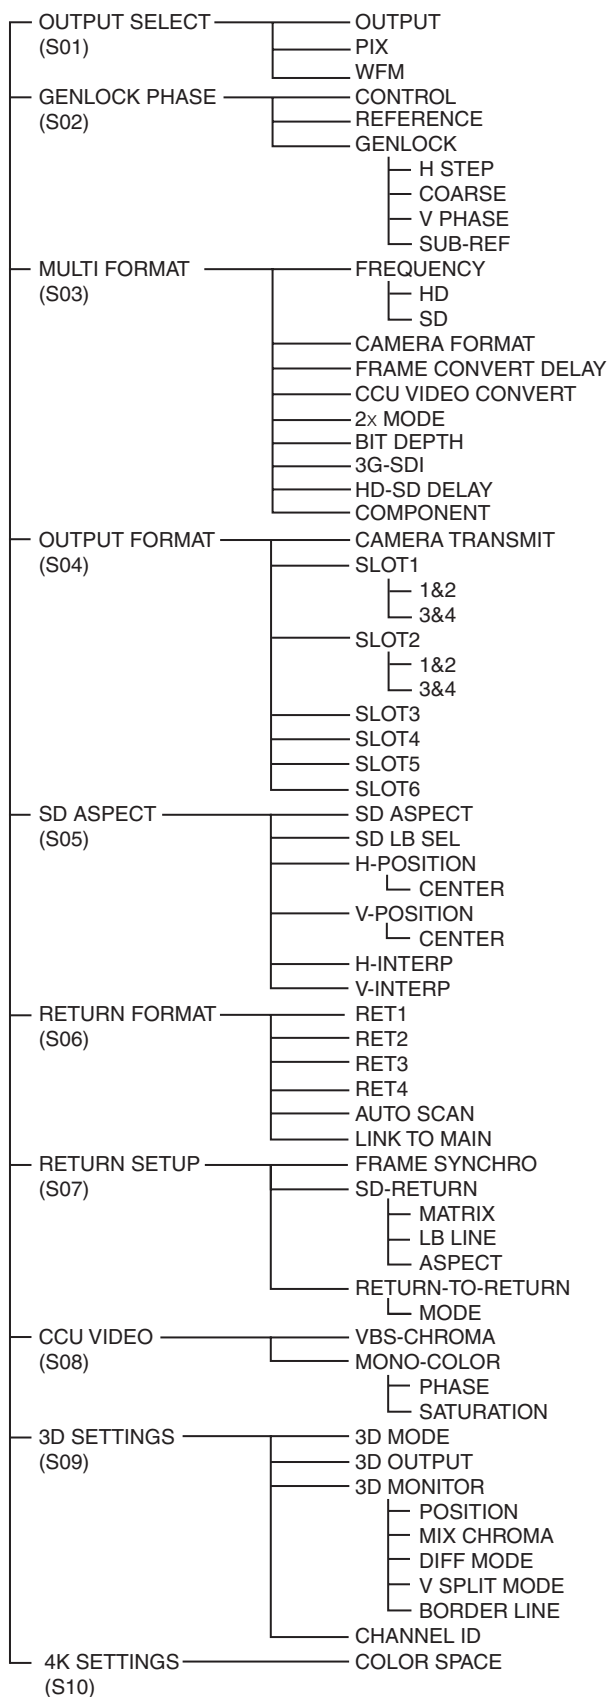 OUTPUT SELECT OUTPUT
(S01) PIX
WFM
GENLOCK PHASE CONTROL
(S02) REFERENCE
GENLOCK
H STEP
COARSE
V PHASE
SUB-REF
MULTI FORMAT FREQUENCY
(S03) HD
SD
CAMERA FORMAT
FRAME CONVERT DELAY
CCU VIDEO CONVERT
2x MODE
BIT DEPTH
3G-SDI
HD-SD DELAY
COMPONENT
OUTPUT FORMAT CAMERA TRANSMIT
(S04) SLOT1
1&2
3&4
SLOT2
1&2
3&4
SLOT3
SLOT4
SLOT5
SLOT6
SD ASPECT SD ASPECT
(S05) SD LB SEL
H-POSITION
CENTER
V-POSITION
CENTER
H-INTERP
V-INTERP
RETURN FORMAT RET1
(S06) RET2
RET3
RET4
AUTO SCAN
LINK TO MAIN
RETURN SETUP FRAME SYNCHRO
(S07) SD-RETURN
MATRIX
LB LINE
ASPECT
RETURN-TO-RETURN
MODE
CCU VIDEO VBS-CHROMA
(S08) MONO-COLOR
PHASE
SATURATION
3D SETTINGS 3D MODE
(S09) 3D OUTPUT
3D MONITOR
POSITION
MIX CHROMA
DIFF MODE
V SPLIT MODE
BORDER LINE
CHANNEL ID
4K SETTINGS COLOR SPACE
(S10)